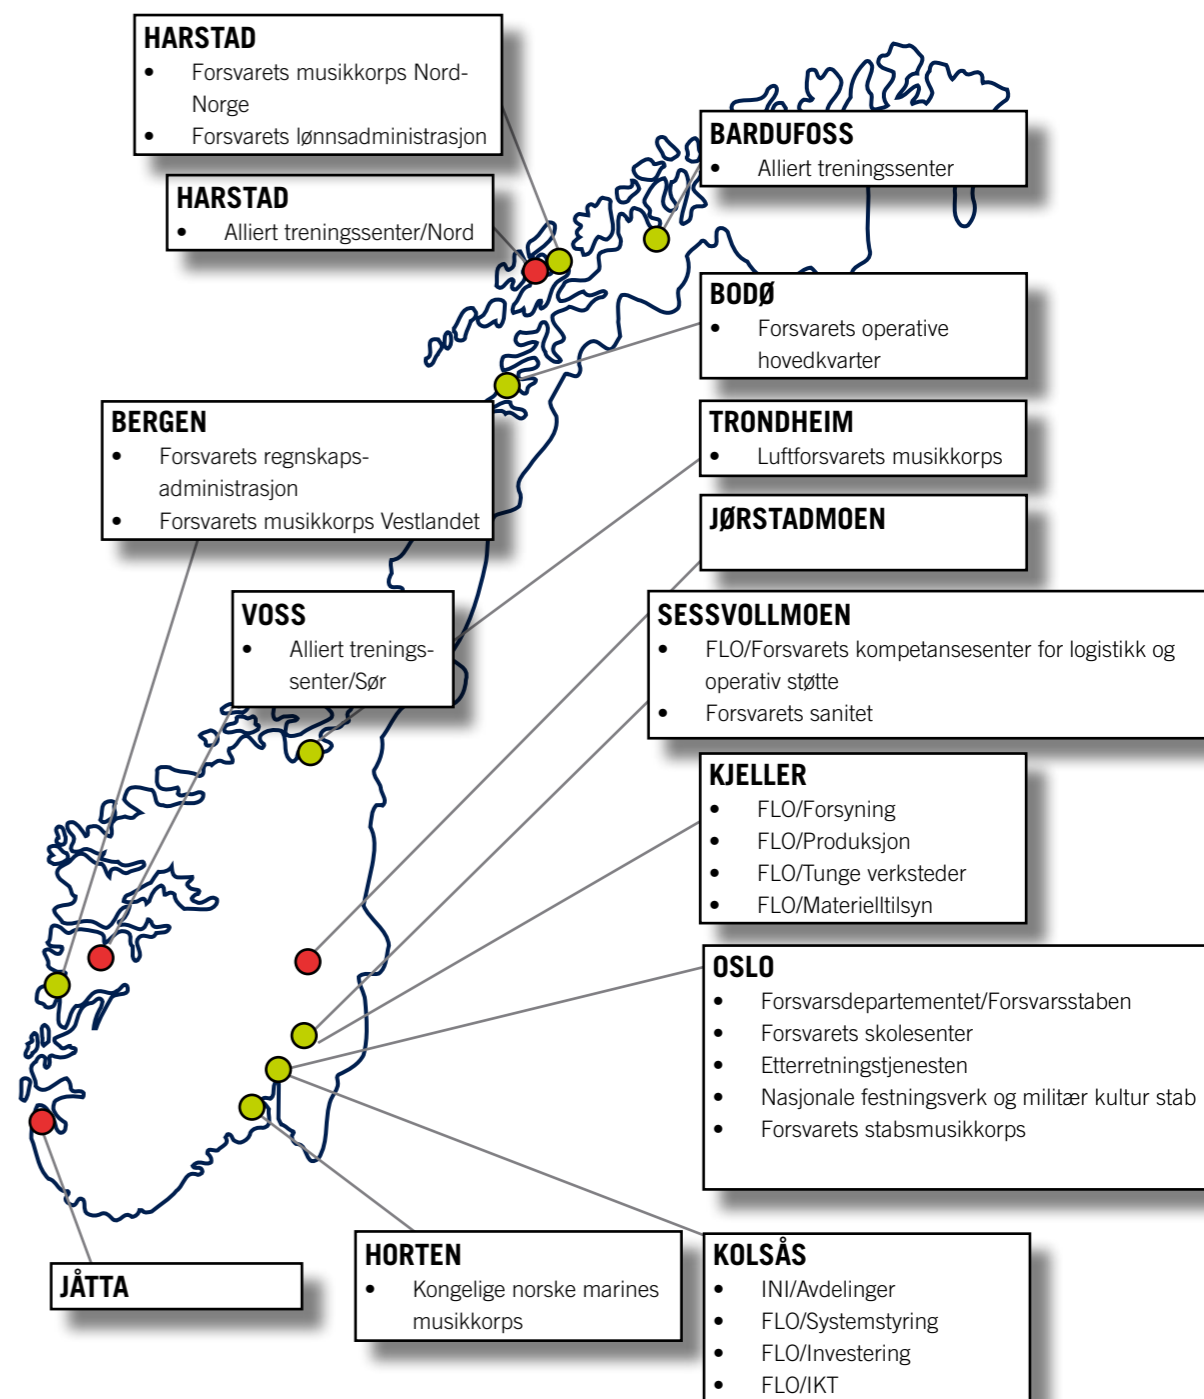 HARSTAD
• Forsvarets musikkorps Nord-
Norge
• Forsvarets lønnsadministrasjon
HARSTAD
• Alliert treningssenter/Nord
BARDUFOSS
• Alliert treningssenter
BODØ
• Forsvarets operative
hovedkvarter
BERGEN
• Forsvarets regnskaps-
administrasjon
• Forsvarets musikkorps Vestlandet
TRONDHEIM
• Luftforsvarets musikkorps
JØRSTADMOEN
VOSS
• Alliert trenings-
senter/Sør
SESSVOLLMOEN
• FLO/Forsvarets kompetansesenter for logistikk og
operativ støtte
• Forsvarets sanitet
KJELLER
• FLO/Forsyning
• FLO/Produksjon
• FLO/Tunge verksteder
• FLO/Materielltilsyn
OSLO
• Forsvarsdepartementet/Forsvarsstaben
• Forsvarets skolesenter
• Etterretningstjenesten
• Nasjonale festningsverk og militær kultur stab
• Forsvarets stabsmusikkorps
JÅTTA
HORTEN
• Kongelige norske marines
musikkorps
KOLSÅS
• INI/Avdelinger
• FLO/Systemstyring
• FLO/Investering
• FLO/IKT